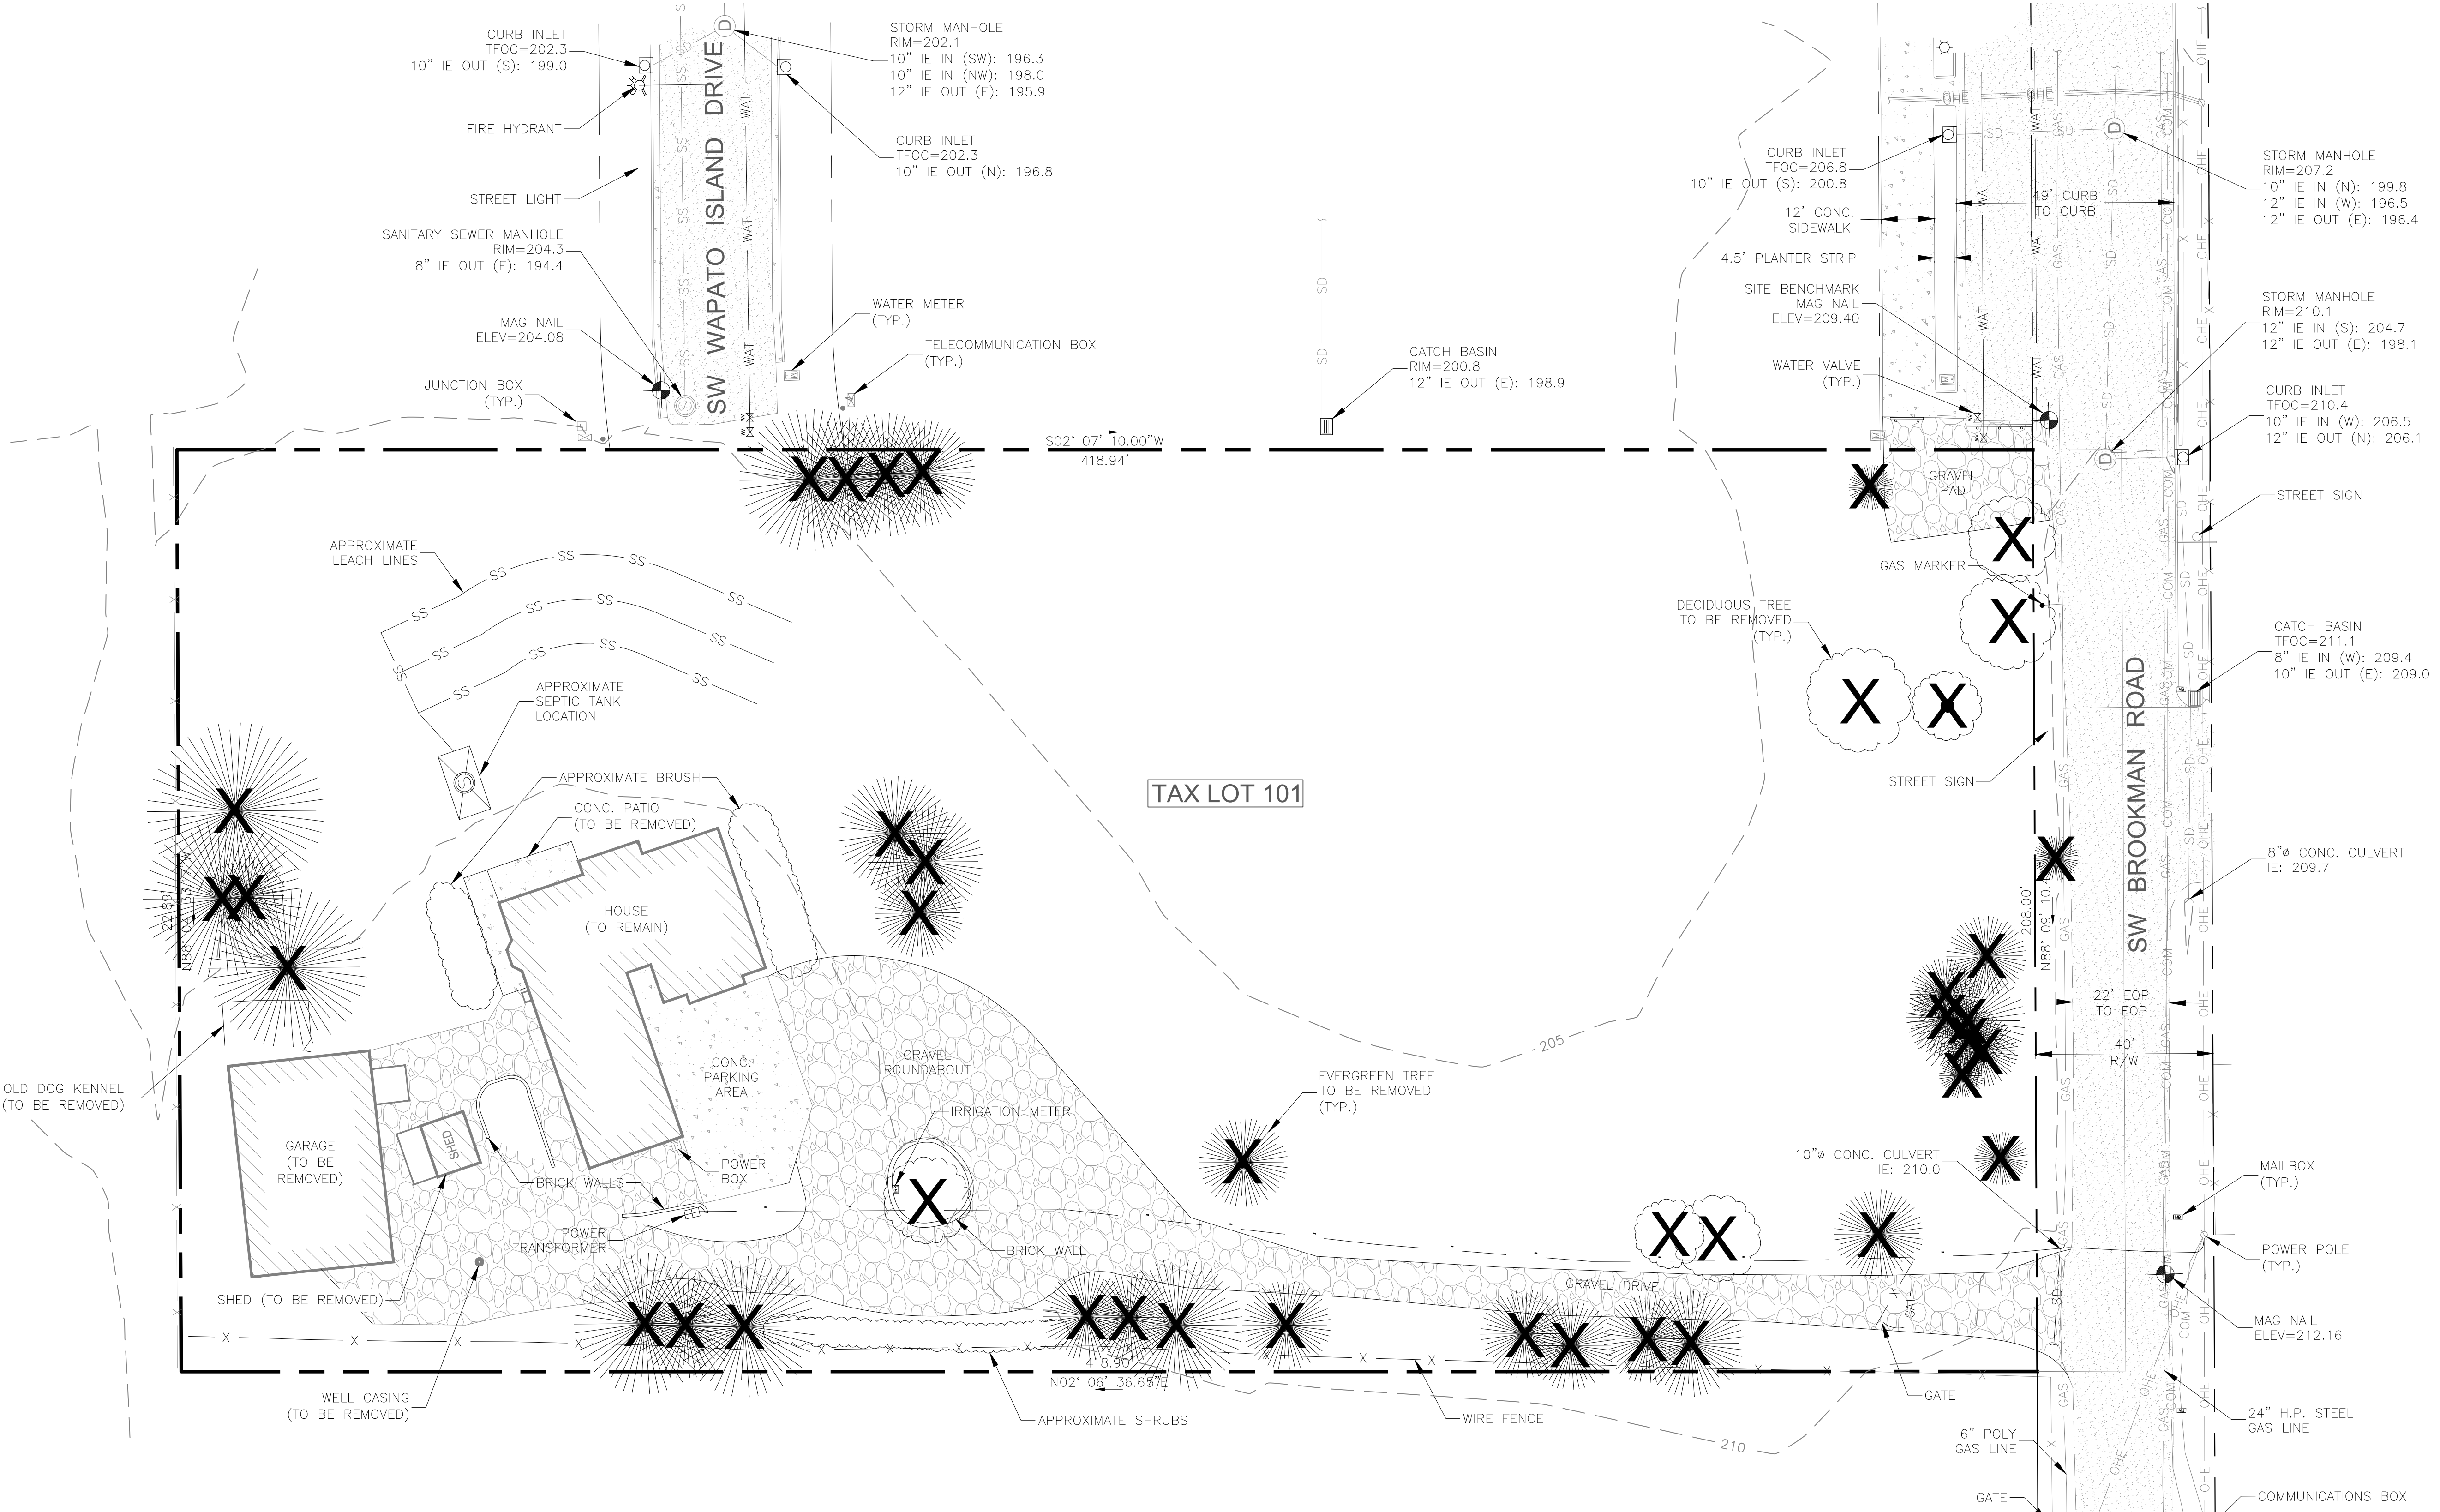 CURB INLET
TFOC=202.3
10" IE OUT (S): 199.0
FIRE HYDRANT
STREET LIGHT
SANITARY SEWER MANHOLE
RIM=204.3
8" IE OUT (E): 194.4
MAG NAIL
ELEV=204.08
JUNCTION BOX
(TYP.)
SW WAPATO ISLAND DRIVE
STORM MANHOLE
RIM=202.1
10" IE IN (SW): 196.3
10" IE IN (NW): 198.0
12" IE OUT (E): 195.9
CURB INLET
TFOC=202.3
10" IE OUT (N): 196.8
WATER METER
(TYP.)
TELECOMMUNICATION BOX
(TYP.)
CATCH BASIN
RIM=200.8
12" IE OUT (E): 198.9
CURB INLET
TFOC=206.8
10" IE OUT (S): 200.8
12' CONC.
SIDEWALK
4.5' PLANTER STRIP
SITE BENCHMARK
MAG NAIL
ELEV=209.40
WATER VALVE
(TYP.)
49' CURB
TO CURB
STORM MANHOLE
RIM=207.2
10" IE IN (N): 199.8
12" IE IN (W): 196.5
12" IE OUT (E): 196.4
STORM MANHOLE
RIM=210.1
12" IE IN (S): 204.7
12" IE OUT (E): 198.1
CURB INLET
TFOC=210.4
10" IE IN (W): 206.5
12" IE OUT (N): 206.1
STREET SIGN
S02° 07' 10.00"W
418.94'
GRAVEL
PAD
GAS MARKER
DECIDUOUS TREE
TO BE REMOVED
(TYP.)
CATCH BASIN
TFOC=211.1
8" IE IN (W): 209.4
10" IE OUT (E): 209.0
APPROXIMATE
LEACH LINES
APPROXIMATE
SEPTIC TANK
LOCATION
APPROXIMATE BRUSH
CONC. PATIO
(TO BE REMOVED)
HOUSE
(TO REMAIN)
TAX LOT 101
STREET SIGN
SW BROOKMAN ROAD
8"ø CONC. CULVERT
IE: 209.7
208.00'
22' EOP
TO EOP
40'
R/W
205
OLD DOG KENNEL
(TO BE REMOVED)
GARAGE
(TO BE
REMOVED)
SHED
CONC.
PARKING
AREA
GRAVEL
ROUNDABOUT
IRRIGATION METER
EVERGREEN TREE
TO BE REMOVED
(TYP.)
POWER
BOX
BRICK WALLS
POWER
TRANSFORMER
BRICK WALL
10"ø CONC. CULVERT
IE: 210.0
MAILBOX
(TYP.)
POWER POLE
(TYP.)
GRAVEL DRIVE
GATE
SHED (TO BE REMOVED)
MAG NAIL
ELEV=212.16
418.90'
N02° 06' 36.65"E
WELL CASING
(TO BE REMOVED)
APPROXIMATE SHRUBS
WIRE FENCE
GATE
24" H.P. STEEL
GAS LINE
210
6" POLY
GAS LINE
GATE
COMMUNICATIONS BOX